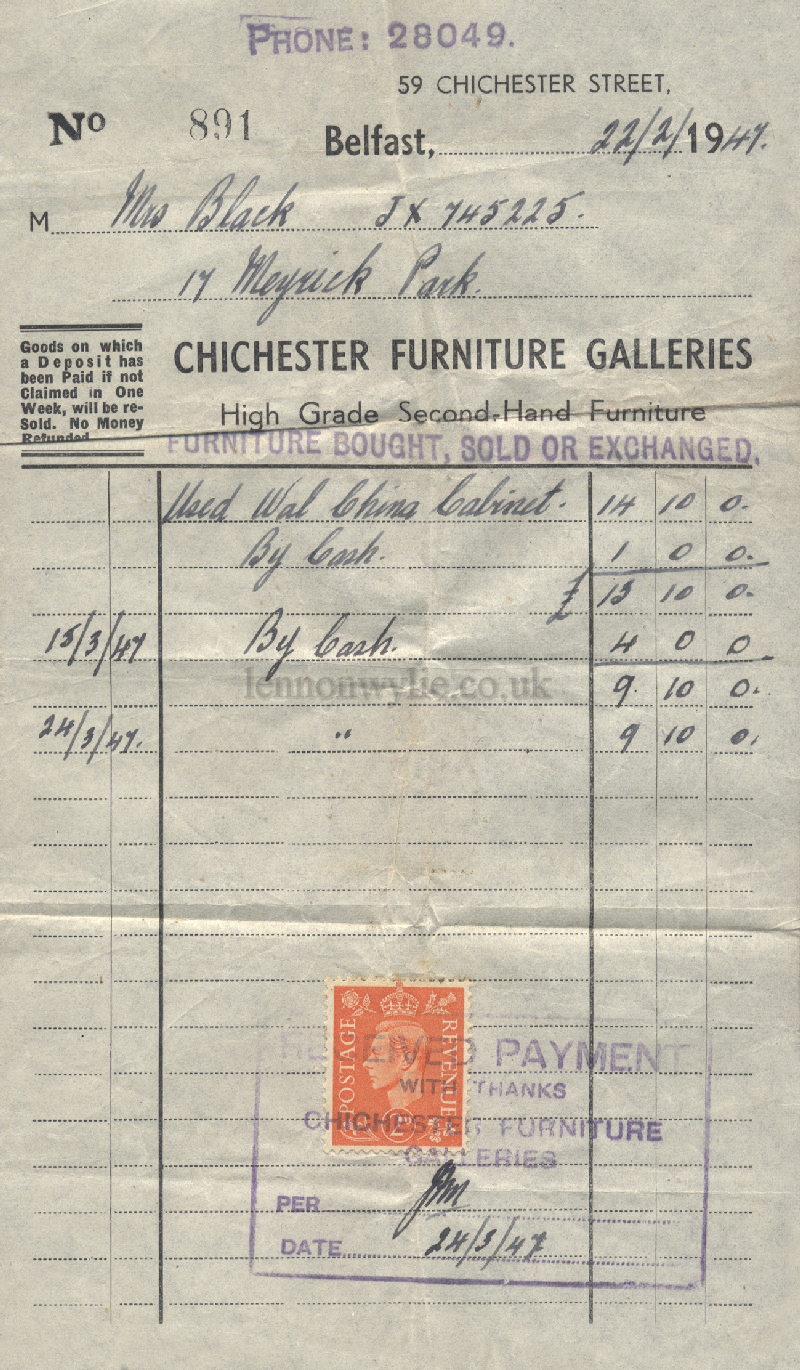 PHONE: 28049.
59 CHICHESTER STREET,
No 891 Belfast, 22/2/1947.
M Mrs Black JX 745225.
17 Meyrick Park.
Goods on which
a Deposit has
been Paid if not
Claimed in One
Week, will be re-
Sold. No Money
Refunded
CHICHESTER FURNITURE GALLERIES
High Grade Second-Hand Furniture
FURNITURE BOUGHT, SOLD OR EXCHANGED.
Used Wal China Cabinet. 14 10 0.
By Cash. 1 0 0.
£ 13 10 0.
15/3/47 By Cash. 4 0 0
lennonwylie.co.uk
9. 10 0.
24/3/47. " 9 10 0.
POSTAGE REVENUE
RECEIVED PAYMENT
WITH THANKS
CHICHESTER FURNITURE
GALLERIES
PER
DATE 24/3/47